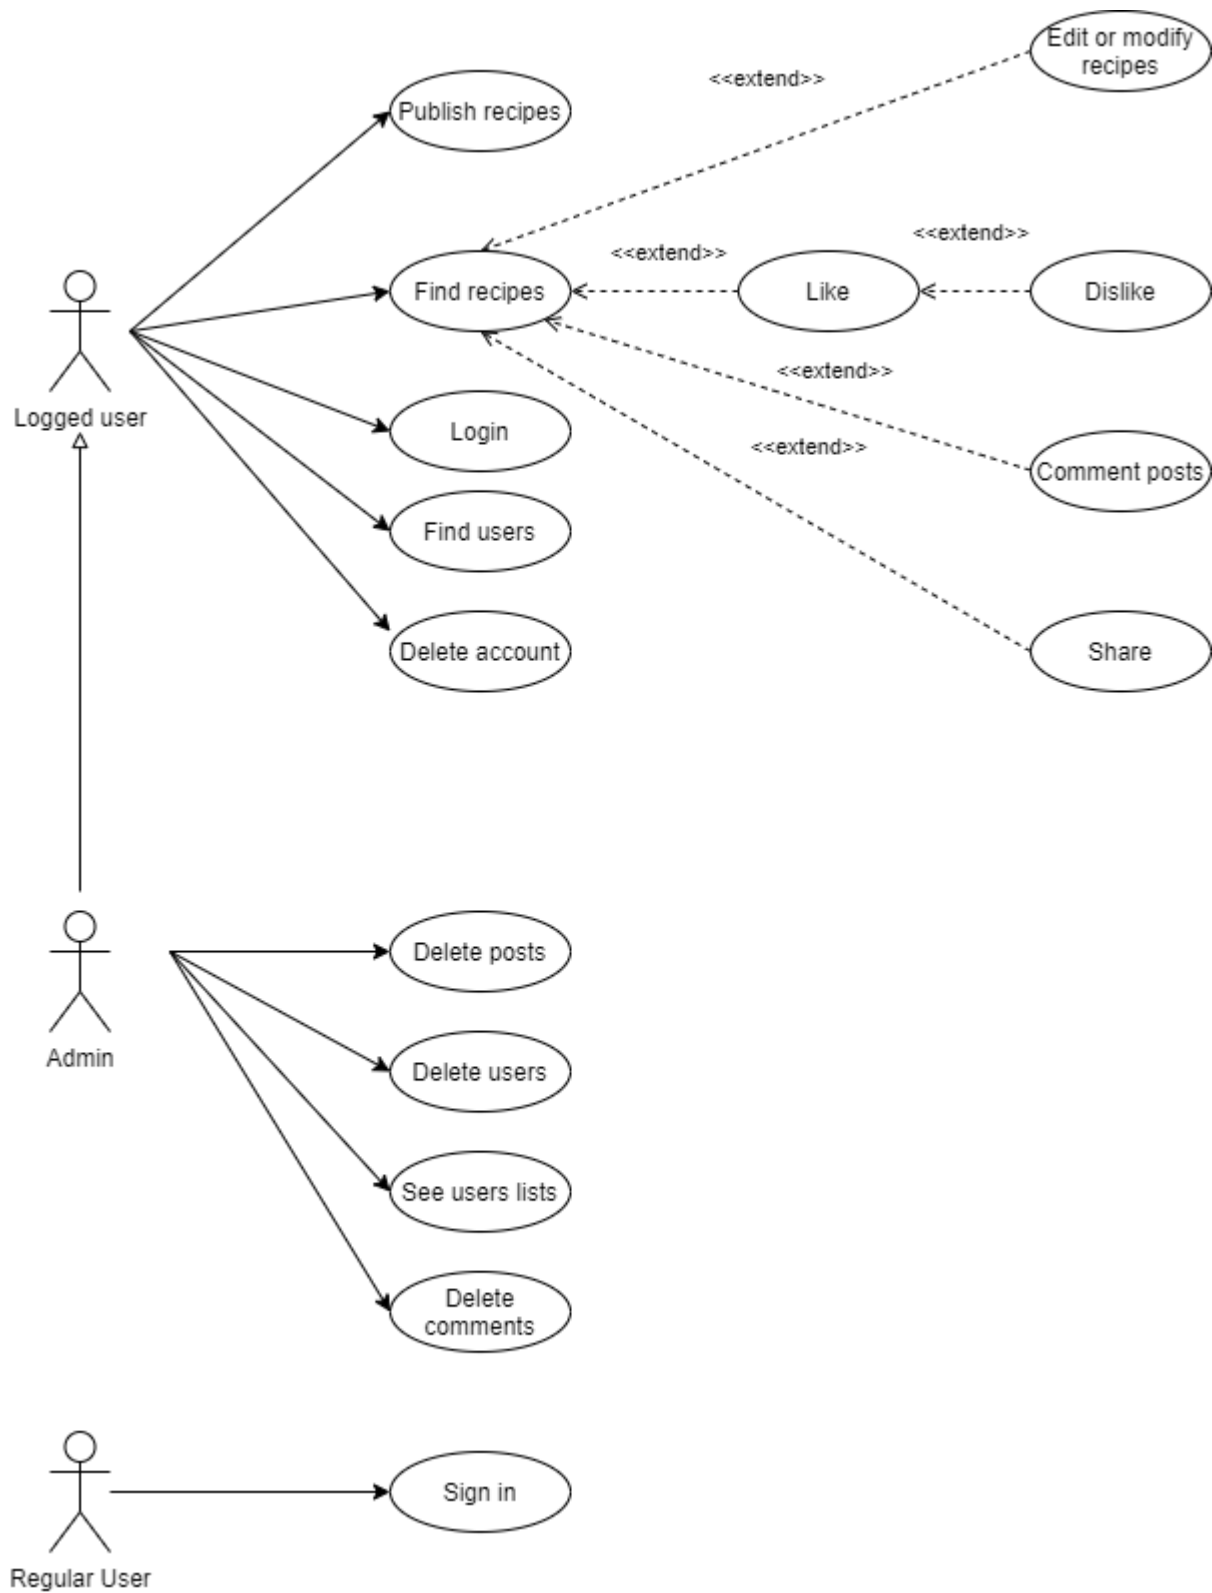 Edit or modify
recipes
<<extend>>
Publish recipes
<<extend>>
<<extend>>
Find recipes
Like
Dislike
<<extend>>
Logged user
Login
<<extend>>
Comment posts
Find users
Delete account
Share
Delete posts
Admin
Delete users
See users lists
Delete
comments
Sign in
Regular User